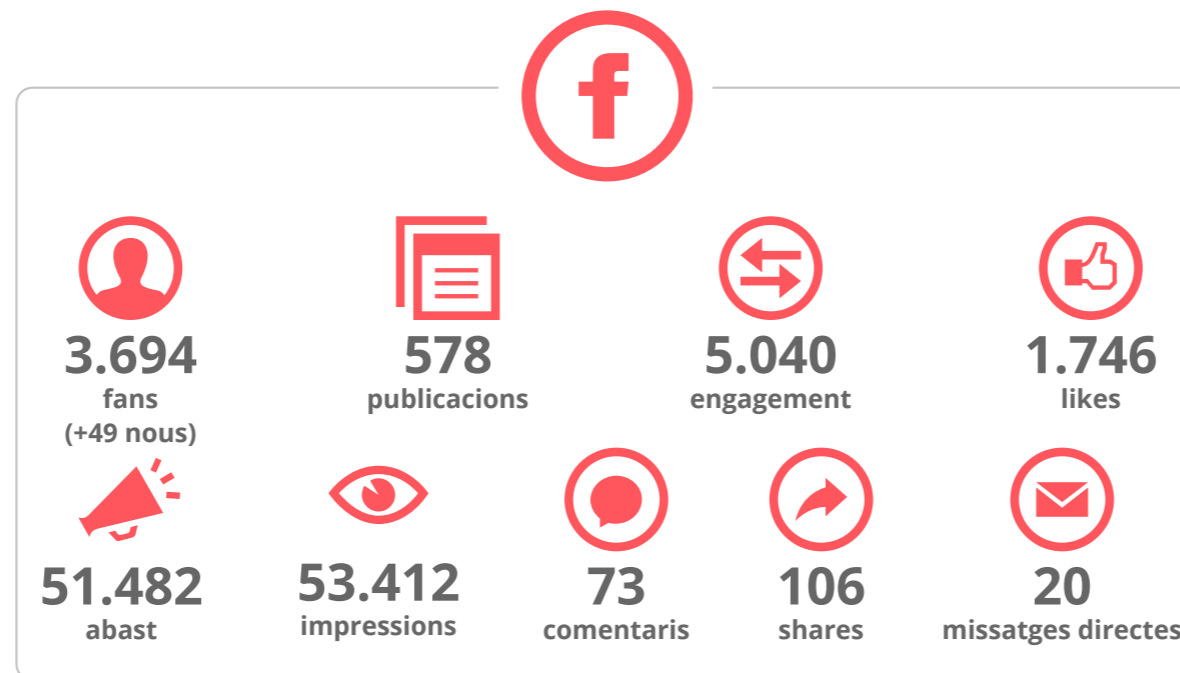 f
3.694
fans
(+49 nous)
578
publicacions
5.040
engagement
1.746
likes
51.482
abast
53.412
impressions
73
comentaris
106
shares
20
missatges directes